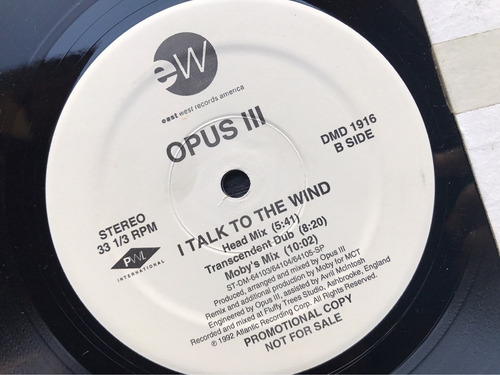 eW
east west records america
OPUS III
DMD 1916
B SIDE
STEREO
33 1/3 RPM
PWL
INTERNATIONAL
I TALK TO THE WIND
Head Mix (5:41)
Transcendent Dub (8:20)
Moby's Mix (10:02)
ST-DM-64103/64104/64105-SP
Produced, arranged and mixed by Opus III
Remix and additional production by Moby for MCT
Engineered by Opus III, assisted by Avril McIntosh
Recorded and mixed at Fluffy Trees Studio, Ashbrooke, England
℗ 1992 Atlantic Recording Corp. All Rights Reserved.
PROMOTIONAL COPY
NOT FOR SALE